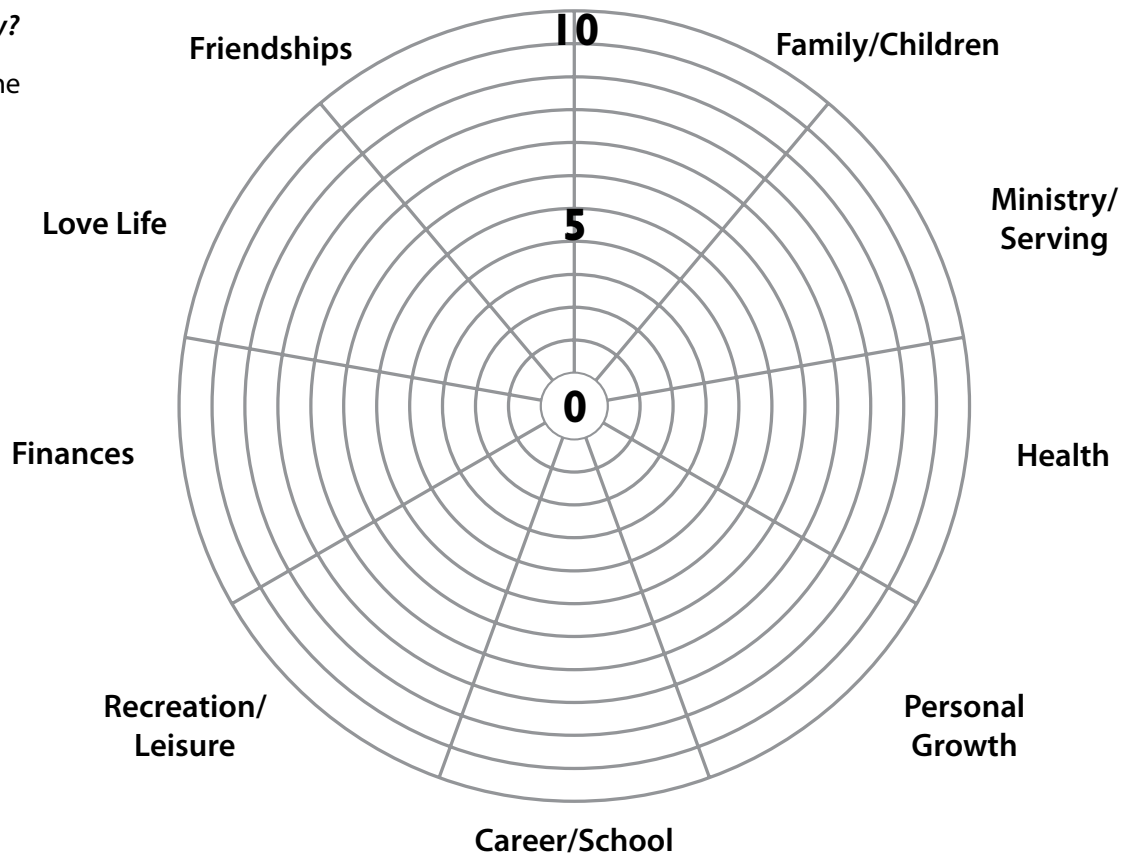 y?
ne
Friendships
10
Family/Children
Ministry/
Serving
Love Life
5
0
Finances
Health
Recreation/
Leisure
Personal
Growth
Career/School